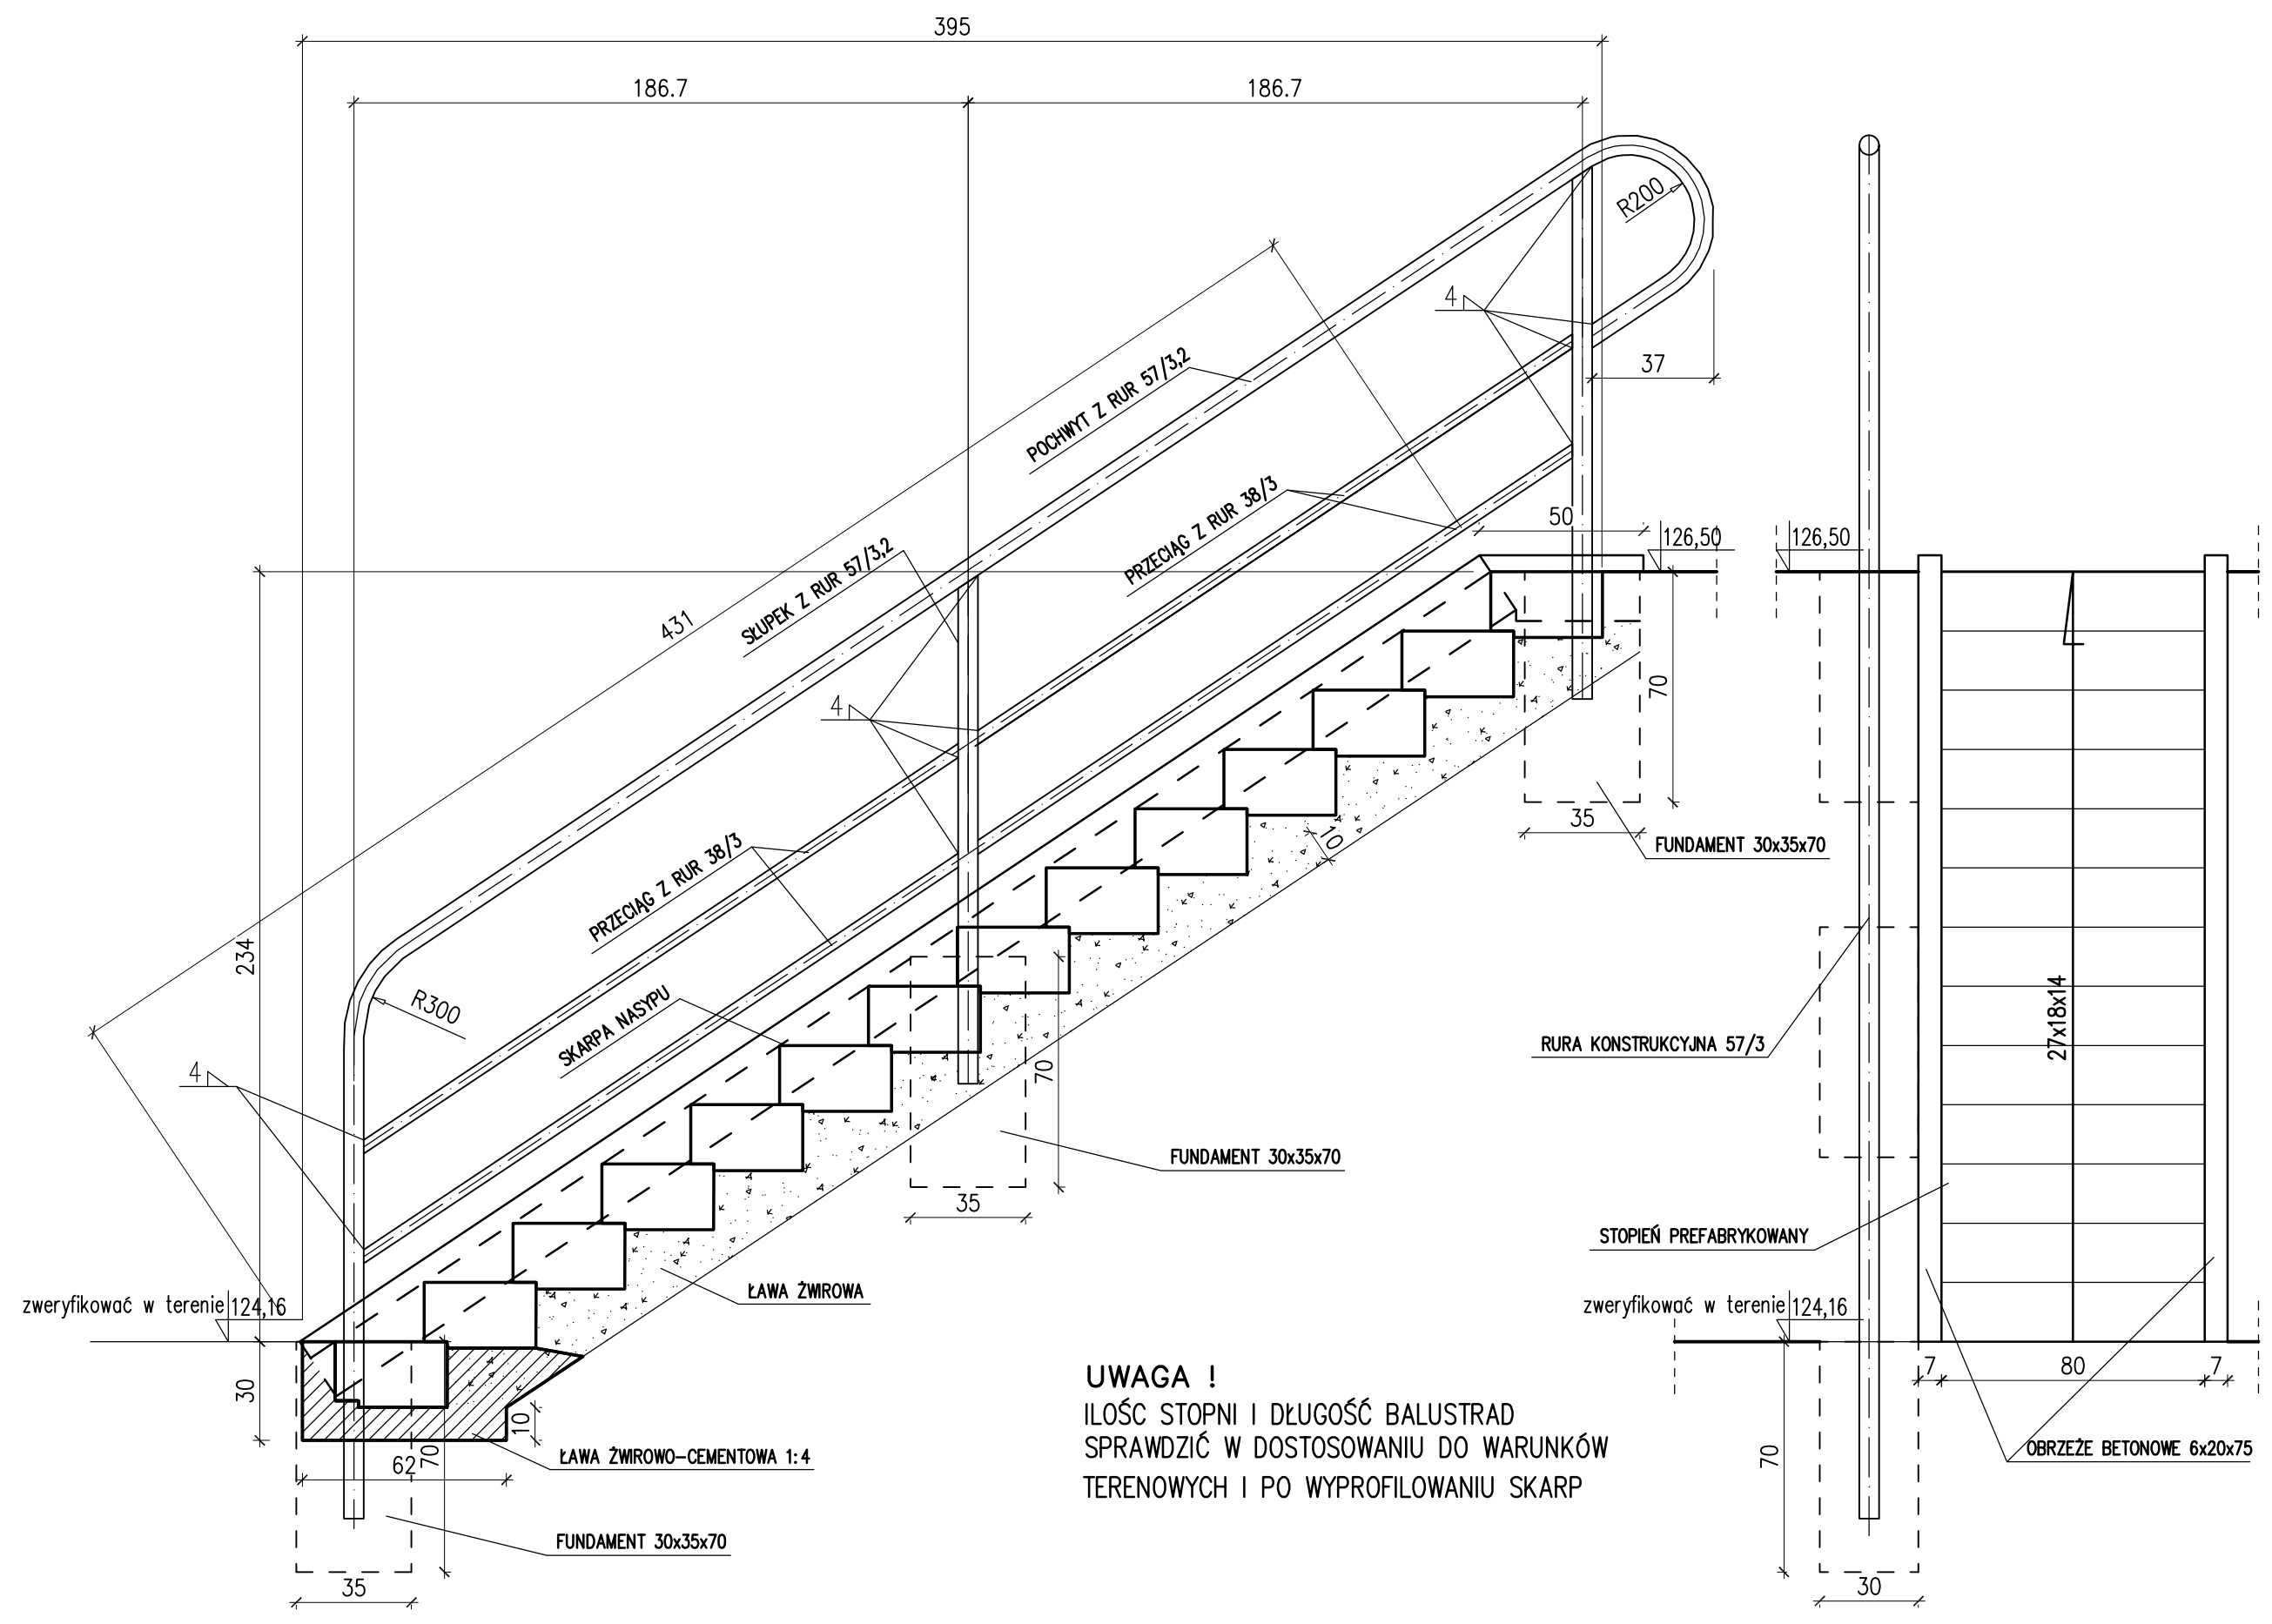 395
186.7
186.7
R200
4
37
POCHWYT Z RUR 57/3,2
PRZECIĄG Z RUR 38/3
50
126,50
126,50
SŁUPEK Z RUR 57/3,2
431
70
4
35
FUNDAMENT 30x35x70
10
PRZECIĄG Z RUR 38/3
234
R300
SKARPA NASYPU
27x18x14
RURA KONSTRUKCYJNA 57/3
4
70
FUNDAMENT 30x35x70
35
STOPIEŃ PREFABRYKOWANY
ŁAWA ŻWIROWA
zweryfikować w terenie 124,16
zweryfikować w terenie 124,16
7
80
7
30
10
UWAGA !
ILOŚC STOPNI I DŁUGOŚĆ BALUSTRAD
SPRAWDZIĆ W DOSTOSOWANIU DO WARUNKÓW
TERENOWYCH I PO WYPROFILOWANIU SKARP
OBRZEŻE BETONOWE 6x20x75
ŁAWA ŻWIROWO-CEMENTOWA 1:4
62
70
70
FUNDAMENT 30x35x70
35
30